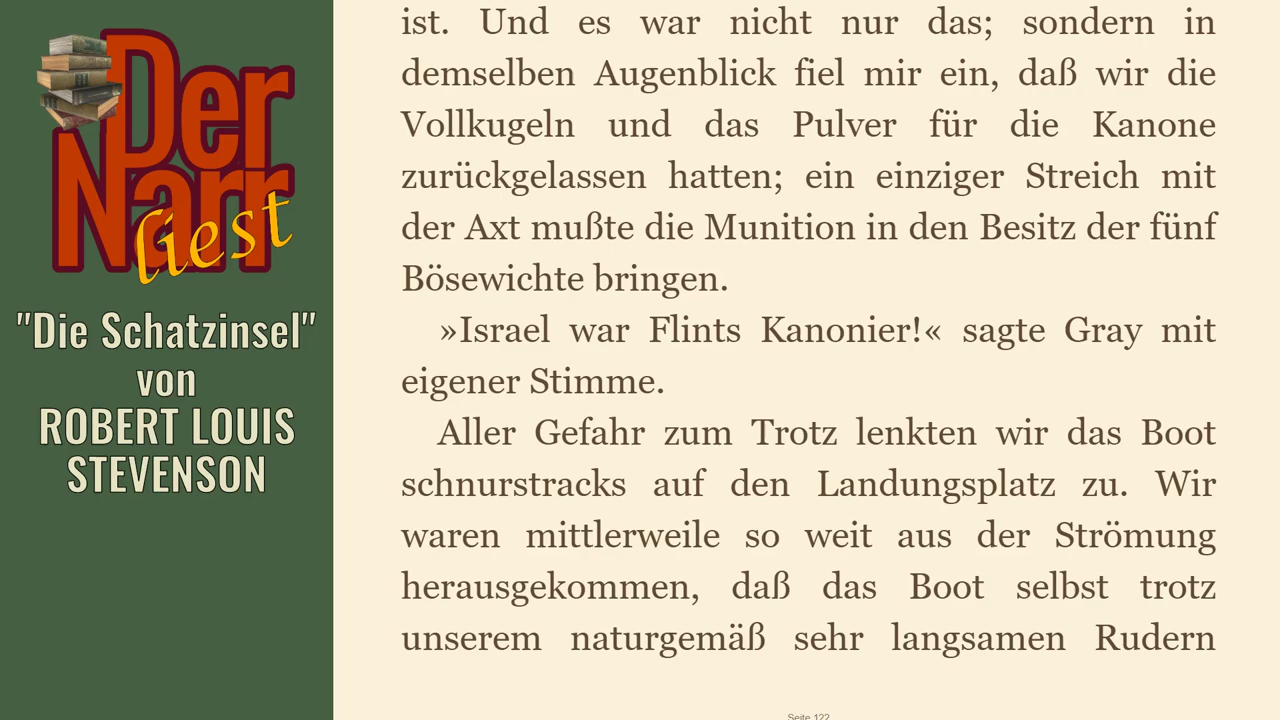 Der
Narr
liest
"Die Schatzinsel"
von
ROBERT LOUIS
STEVENSON
ist. Und es war nicht nur das; sondern in
demselben Augenblick fiel mir ein, daß wir die
Vollkugeln und das Pulver für die Kanone
zurückgelassen hatten; ein einziger Streich mit
der Axt mußte die Munition in den Besitz der fünf
Bösewichte bringen.
»Israel war Flints Kanonier!« sagte Gray mit
eigener Stimme.
Aller Gefahr zum Trotz lenkten wir das Boot
schnurstracks auf den Landungsplatz zu. Wir
waren mittlerweile so weit aus der Strömung
herausgekommen, daß das Boot selbst trotz
unserem naturgemäß sehr langsamen Rudern
Seite 122